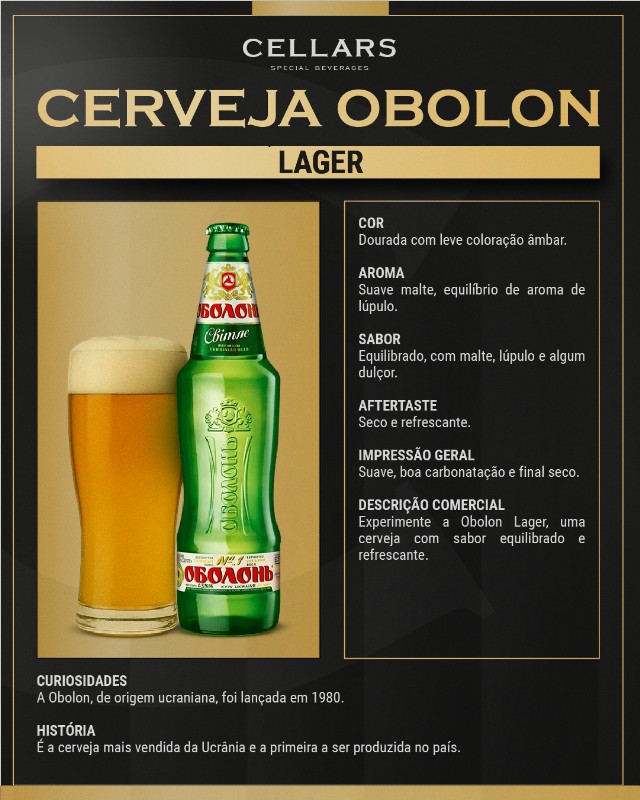 CELLARS
SPECIAL BEVERAGES
CERVEJA OBOLON
LAGER
ОБОЛОНЬ
Світле
ОБОЛОНЬ
№1
ОБОЛОНЬ
COR
Dourada com leve coloração âmbar.
AROMA
Suave malte, equilíbrio de aroma de
lúpulo.
SABOR
Equilibrado, com malte, lúpulo e algum
dulçor.
AFTERTASTE
Seco e refrescante.
IMPRESSÃO GERAL
Suave, boa carbonatação e final seco.
DESCRIÇÃO COMERCIAL
Experimente a Obolon Lager, uma
cerveja com sabor equilibrado e
refrescante.
CURIOSIDADES
A Obolon, de origem ucraniana, foi lançada em 1980.
HISTÓRIA
É a cerveja mais vendida da Ucrânia e a primeira a ser produzida no país.